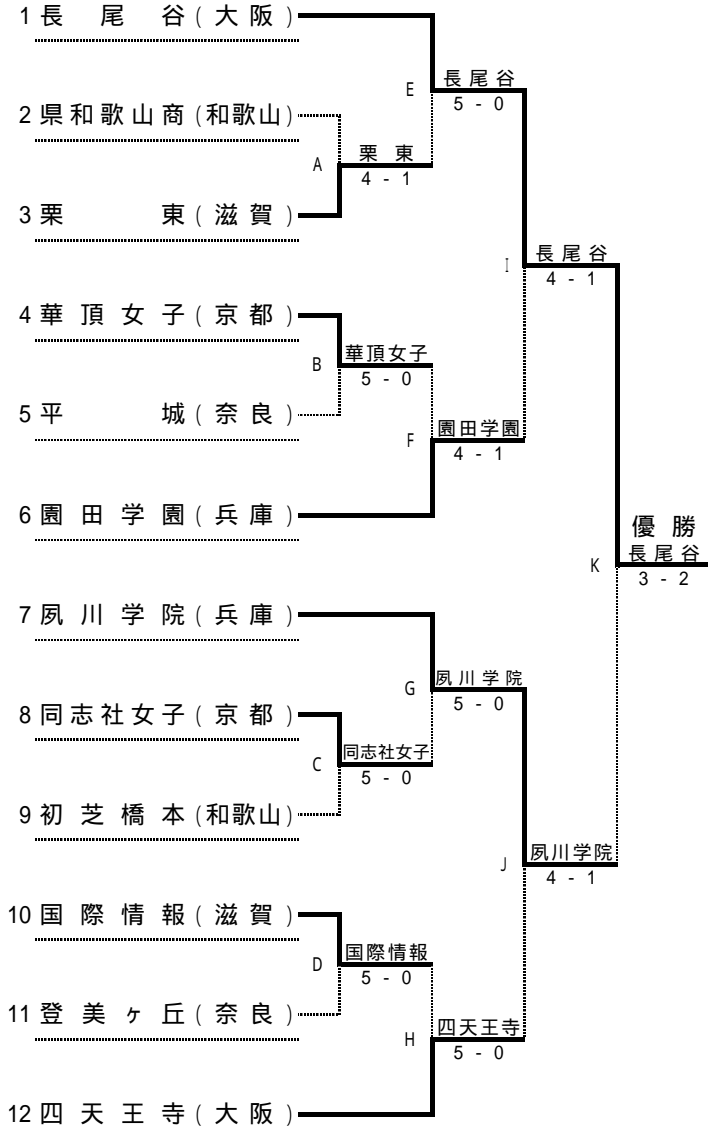 1 長尾谷(大阪)
E 長尾谷
5 - 0
2 県和歌山商(和歌山)
A 栗東
4 - 1
3 栗東(滋賀)
I 長尾谷
4 - 1
4 華頂女子(京都)
B 華頂女子
5 - 0
5 平城(奈良)
F 園田学園
4 - 1
6 園田学園(兵庫)
優勝
K 長尾谷
3 - 2
7 夙川学院(兵庫)
G 夙川学院
5 - 0
8 同志社女子(京都)
C 同志社女子
5 - 0
9 初芝橋本(和歌山)
J 夙川学院
4 - 1
10 国際情報(滋賀)
D 国際情報
5 - 0
11 登美ヶ丘(奈良)
H 四天王寺
5 - 0
12 四天王寺(大阪)